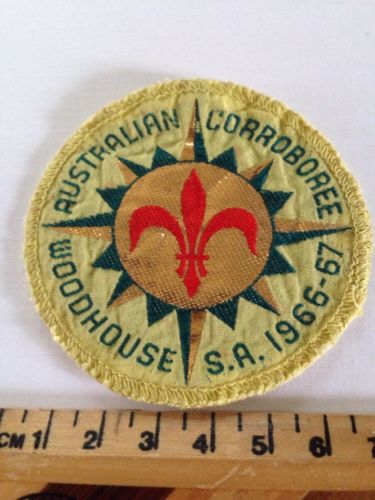 AUSTRALIAN CORROBOREE
WOODHOUSE S.A. 1966-67
CM 1 2 3 4 5 6 7